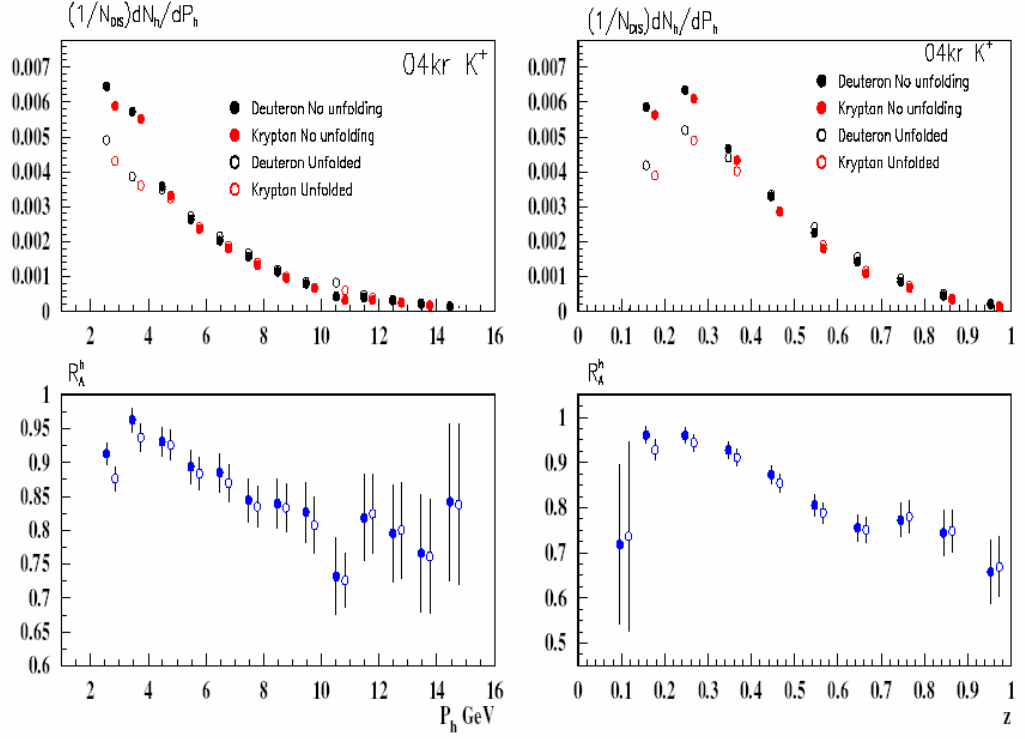 (1/N_DIS)dN_h/dP_h
04kr K⁺
0.007
0.006
0.005
0.004
0.003
0.002
0.001
0
Deuteron No unfolding
Krypton No unfolding
Deuteron Unfolded
Krypton Unfolded
2 4 6 8 10 12 14 16
(1/N_DIS)dN_h/dP_h
04kr K⁺
0.007
0.006
0.005
0.004
0.003
0.002
0.001
0
Deuteron No unfolding
Krypton No unfolding
Deuteron Unfolded
Krypton Unfolded
0 0.1 0.2 0.3 0.4 0.5 0.6 0.7 0.8 0.9 1
R_A^h
1
0.95
0.9
0.85
0.8
0.75
0.7
0.65
0.6
2 4 6 8 10 12 14 16
P_h GeV
R_A^h
1
0.9
0.8
0.7
0.6
0.5
0 0.1 0.2 0.3 0.4 0.5 0.6 0.7 0.8 0.9 1
z